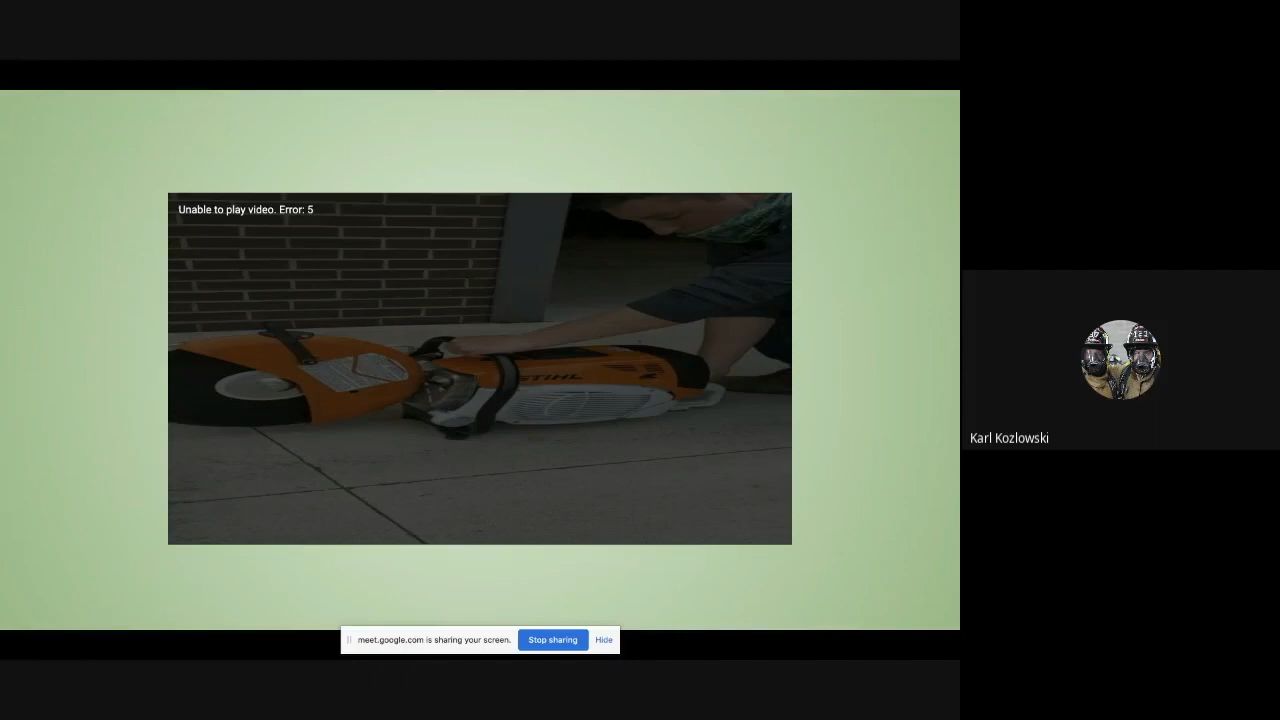 Unable to play video. Error: 5
STIHL
meet.google.com is sharing your screen.
Stop sharing
Hide
Karl Kozlowski